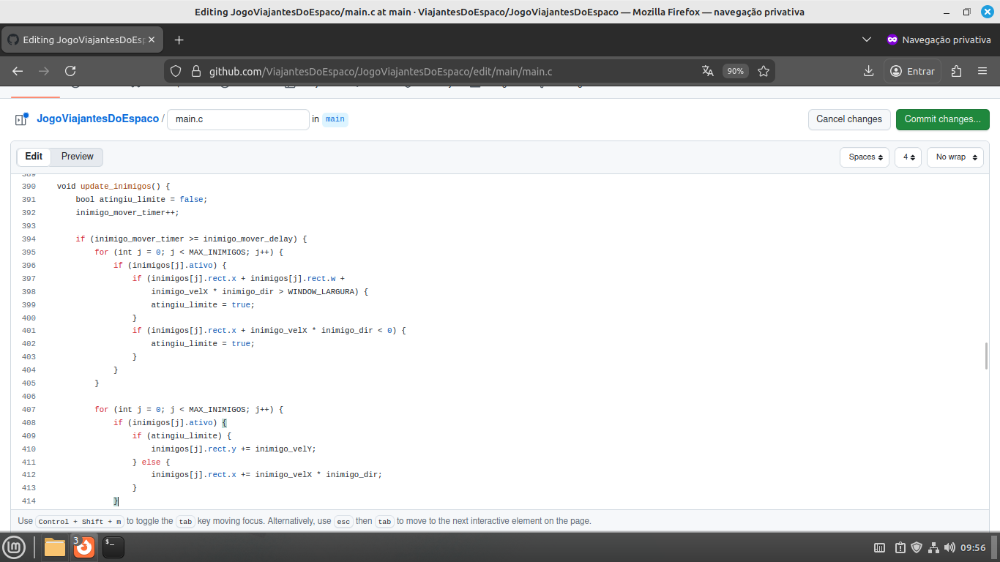 Editing JogoViajantesDoEspaco/main.c at main · ViajantesDoEspaco/JogoViajantesDoEspaco — Mozilla Firefox — navegação privativa
Editing JogoViajantesDoEsp
Navegação privativa
github.com/ViajantesDoEspaco/JogoViajantesDoEspaco/edit/main/main.c
90%
Entrar
JogoViajantesDoEspaco / main.c in main
Cancel changes
Commit changes...
Edit
Preview
Spaces
4
No wrap
389
390 void update_inimigos() {
391 bool atingiu_limite = false;
392 inimigo_mover_timer++;
393
394 if (inimigo_mover_timer >= inimigo_mover_delay) {
395 for (int j = 0; j < MAX_INIMIGOS; j++) {
396 if (inimigos[j].ativo) {
397 if (inimigos[j].rect.x + inimigos[j].rect.w +
398 inimigo_velX * inimigo_dir > WINDOW_LARGURA) {
399 atingiu_limite = true;
400 }
401 if (inimigos[j].rect.x + inimigo_velX * inimigo_dir < 0) {
402 atingiu_limite = true;
403 }
404 }
405 }
406
407 for (int j = 0; j < MAX_INIMIGOS; j++) {
408 if (inimigos[j].ativo) {
409 if (atingiu_limite) {
410 inimigos[j].rect.y += inimigo_velY;
411 } else {
412 inimigos[j].rect.x += inimigo_velX * inimigo_dir;
413 }
414 }
Use Control + Shift + m to toggle the tab key moving focus. Alternatively, use esc then tab to move to the next interactive element on the page.
3
$_
09:56